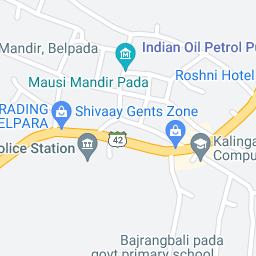 Indian Oil Petrol Pu
Mandir, Belpada
Mausi Mandir Pada
Roshni Hotel
RADING
ELPARA
Shivaay Gents Zone
42
olice Station
Kalinga
Compu
Bajrangbali pada
govt primary school